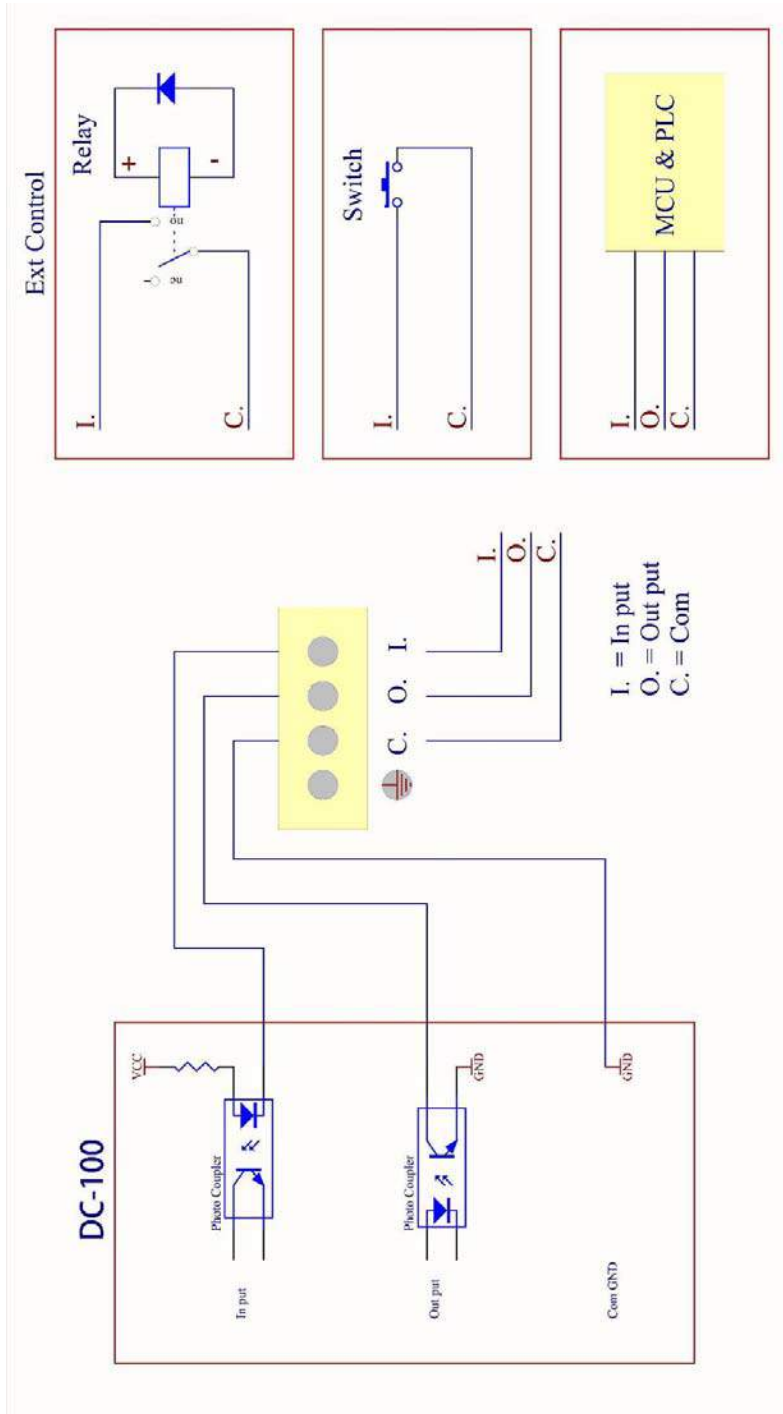 DC-100
In put
Photo Coupler
VCC
Out put
Photo Coupler
GND
Com GND
GND
C.
O.
I.
I.
O.
C.
I. = In put
O. = Out put
C. = Com
Ext Control
Relay
+
-
I.
C.
Switch
I.
C.
MCU & PLC
I.
O.
C.